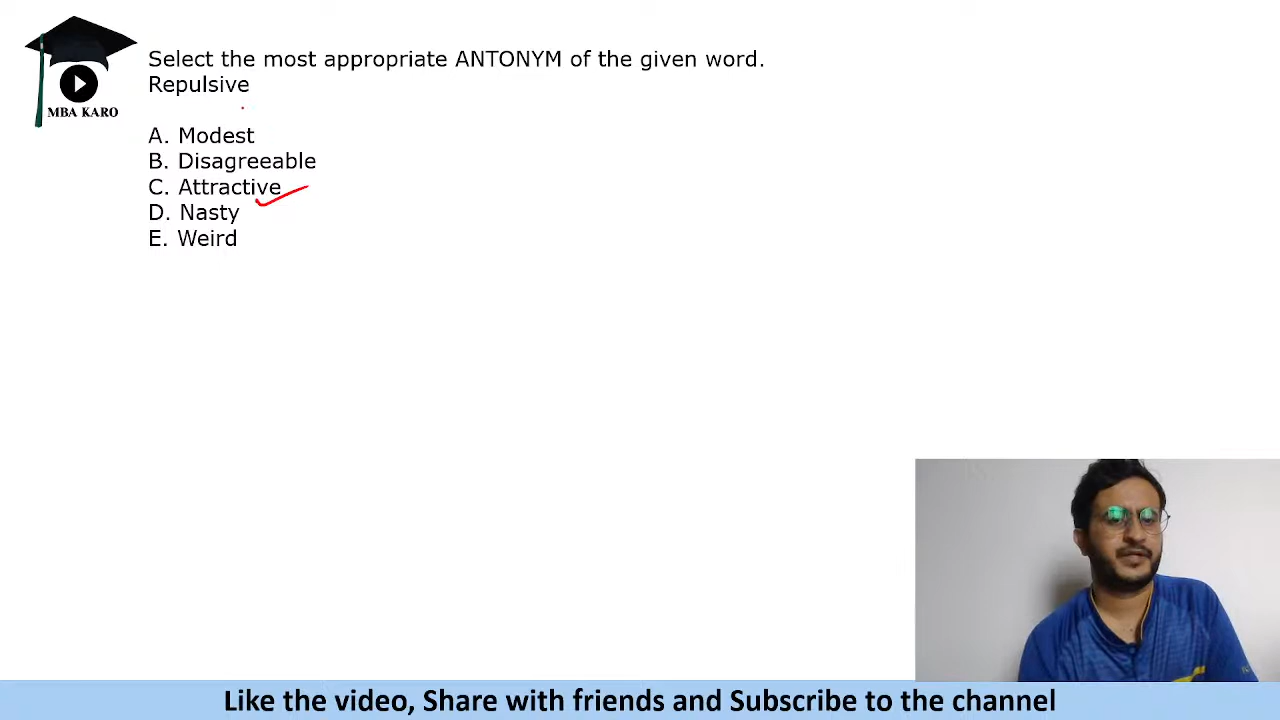 MBA KARO
Select the most appropriate ANTONYM of the given word.
Repulsive
A. Modest
B. Disagreeable
C. Attractive
D. Nasty
E. Weird
Like the video, Share with friends and Subscribe to the channel